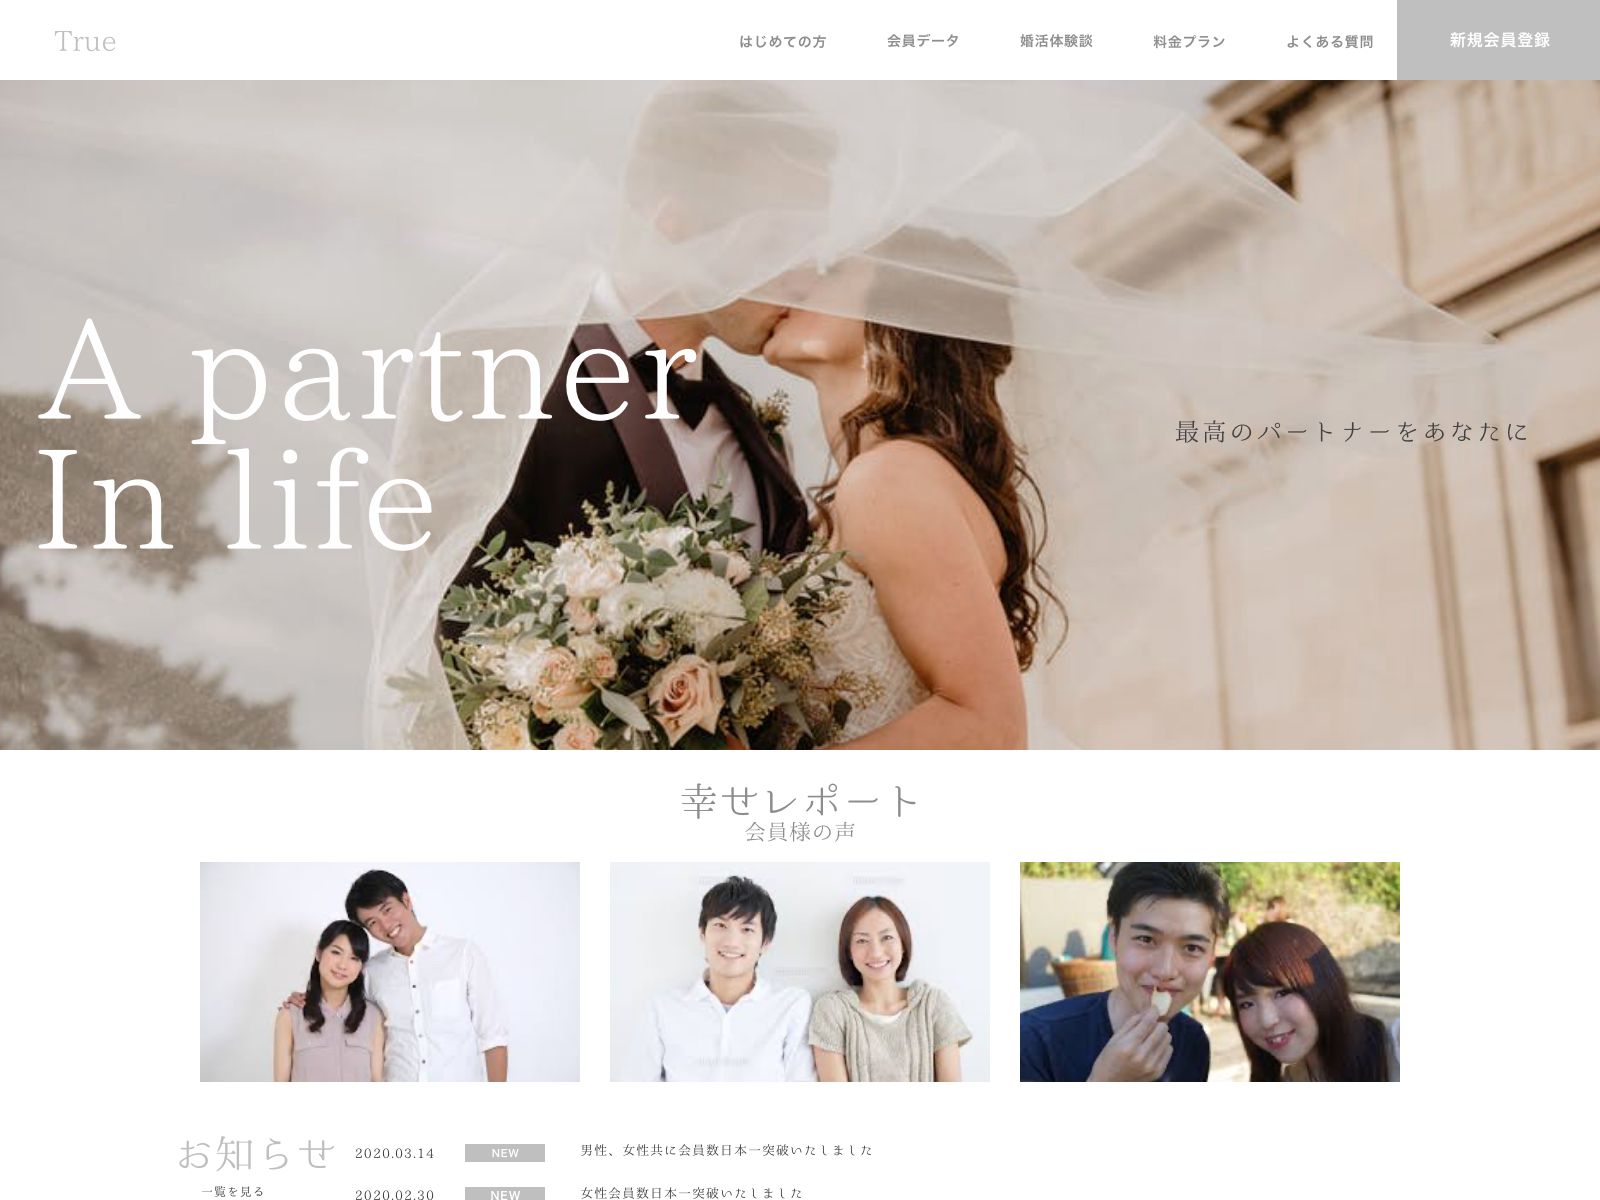 True
はじめての方
会員データ
婚活体験談
料金プラン
よくある質問
新規会員登録
A partner
In life
最高のパートナーをあなたに
幸せレポート
会員様の声
お知らせ
一覧を見る
2020.03.14 NEW 男性、女性共に会員数日本一突破いたしました
2020.02.30 NEW 女性会員数日本一突破いたしました